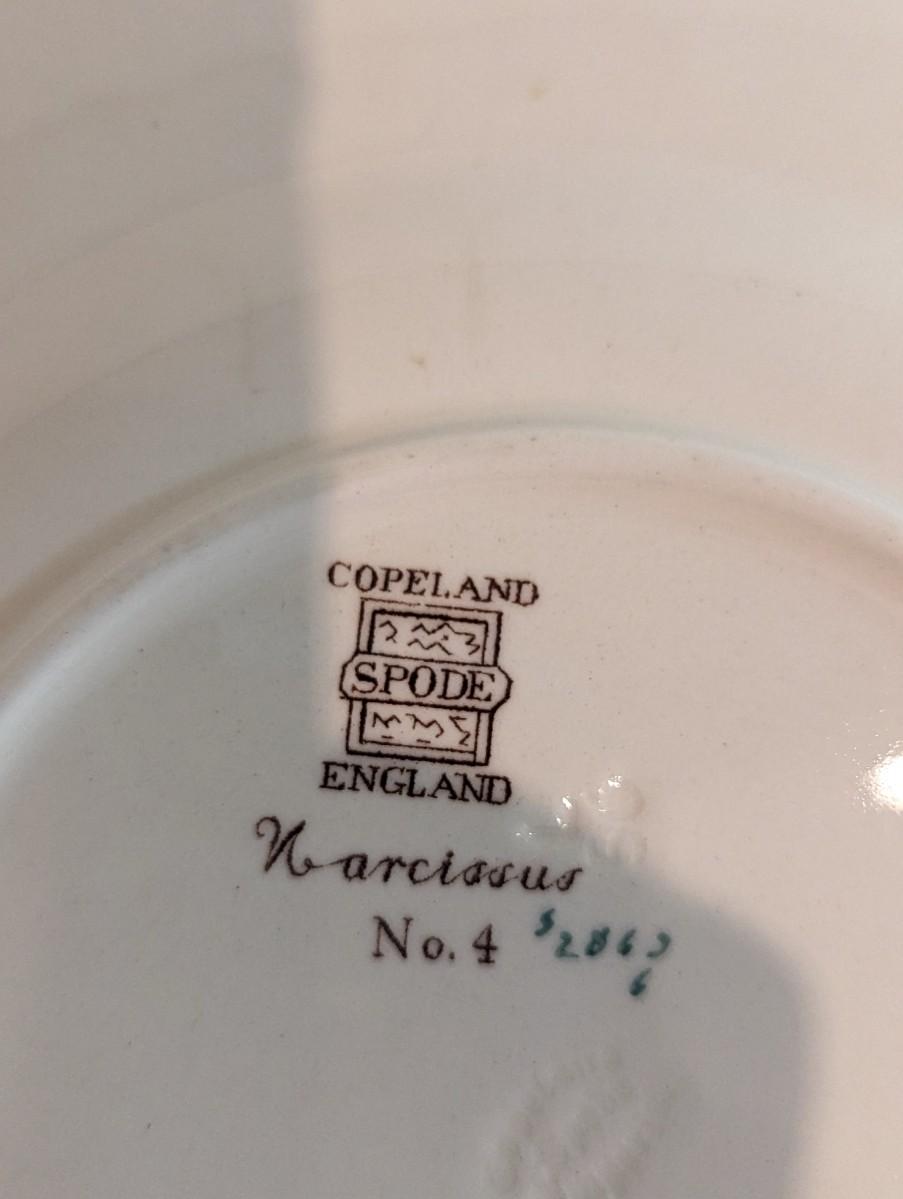 COPELAND
SPODE
ENGLAND
Narcissus
No. 4